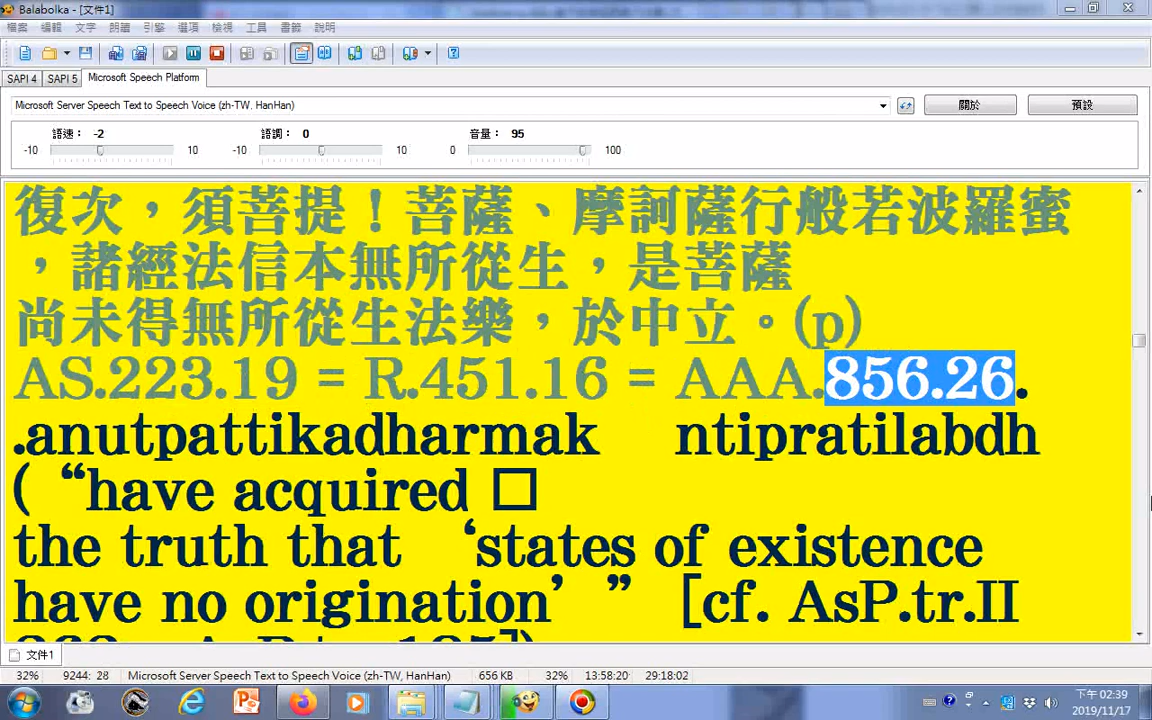 Balabolka - [文件1]
檔案 編輯 文字 朗讀 引擎 選項 檢視 工具 書籤 說明
SAPI 4 SAPI 5 Microsoft Speech Platform
Microsoft Server Speech Text to Speech Voice (zh-TW, HanHan) 關於 預設
語速： -2 語調： 0 音量： 95
-10 10 -10 10 0 100
復次，須菩提！菩薩、摩訶薩行般若波羅蜜
，諸經法信本無所從生，是菩薩
尚未得無所從生法樂，於中立。(p)
AS.223.19 = R.451.16 = AAA.856.26.
.anutpattikadharmak ntipratilabdh
( “have acquired □
the truth that ‘states of existence
have no origination’ ” [cf. AsP.tr.II
文件1
32% 9244: 28 Microsoft Server Speech Text to Speech Voice (zh-TW, HanHan) 656 KB 32% 13:58:20 29:18:02
下午 02:39
2019/11/17